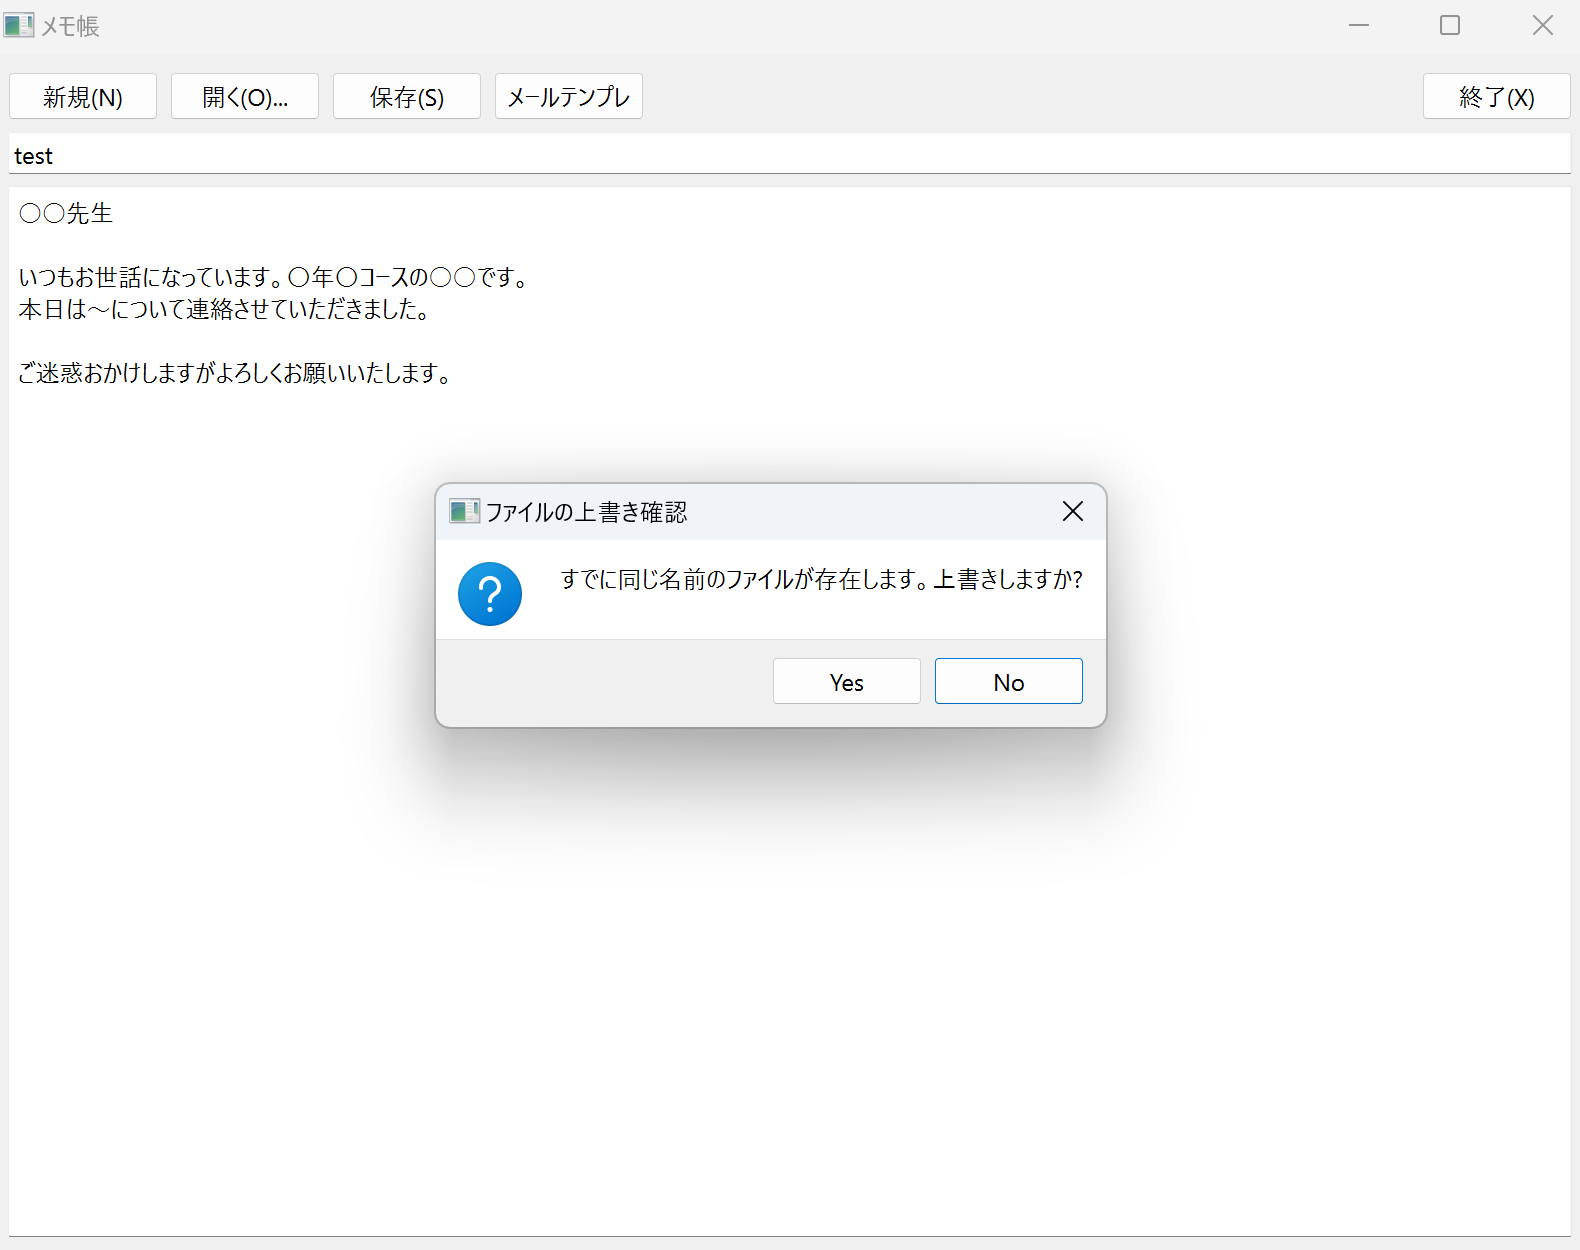 メモ帳
新規(N) 開く(O)... 保存(S) メールテンプレ 終了(X)
test
○○先生
いつもお世話になっています。〇年〇コースの○○です。
本日は～について連絡させていただきました。
ご迷惑おかけしますがよろしくお願いいたします。
ファイルの上書き確認
すでに同じ名前のファイルが存在します。上書きしますか?
Yes No